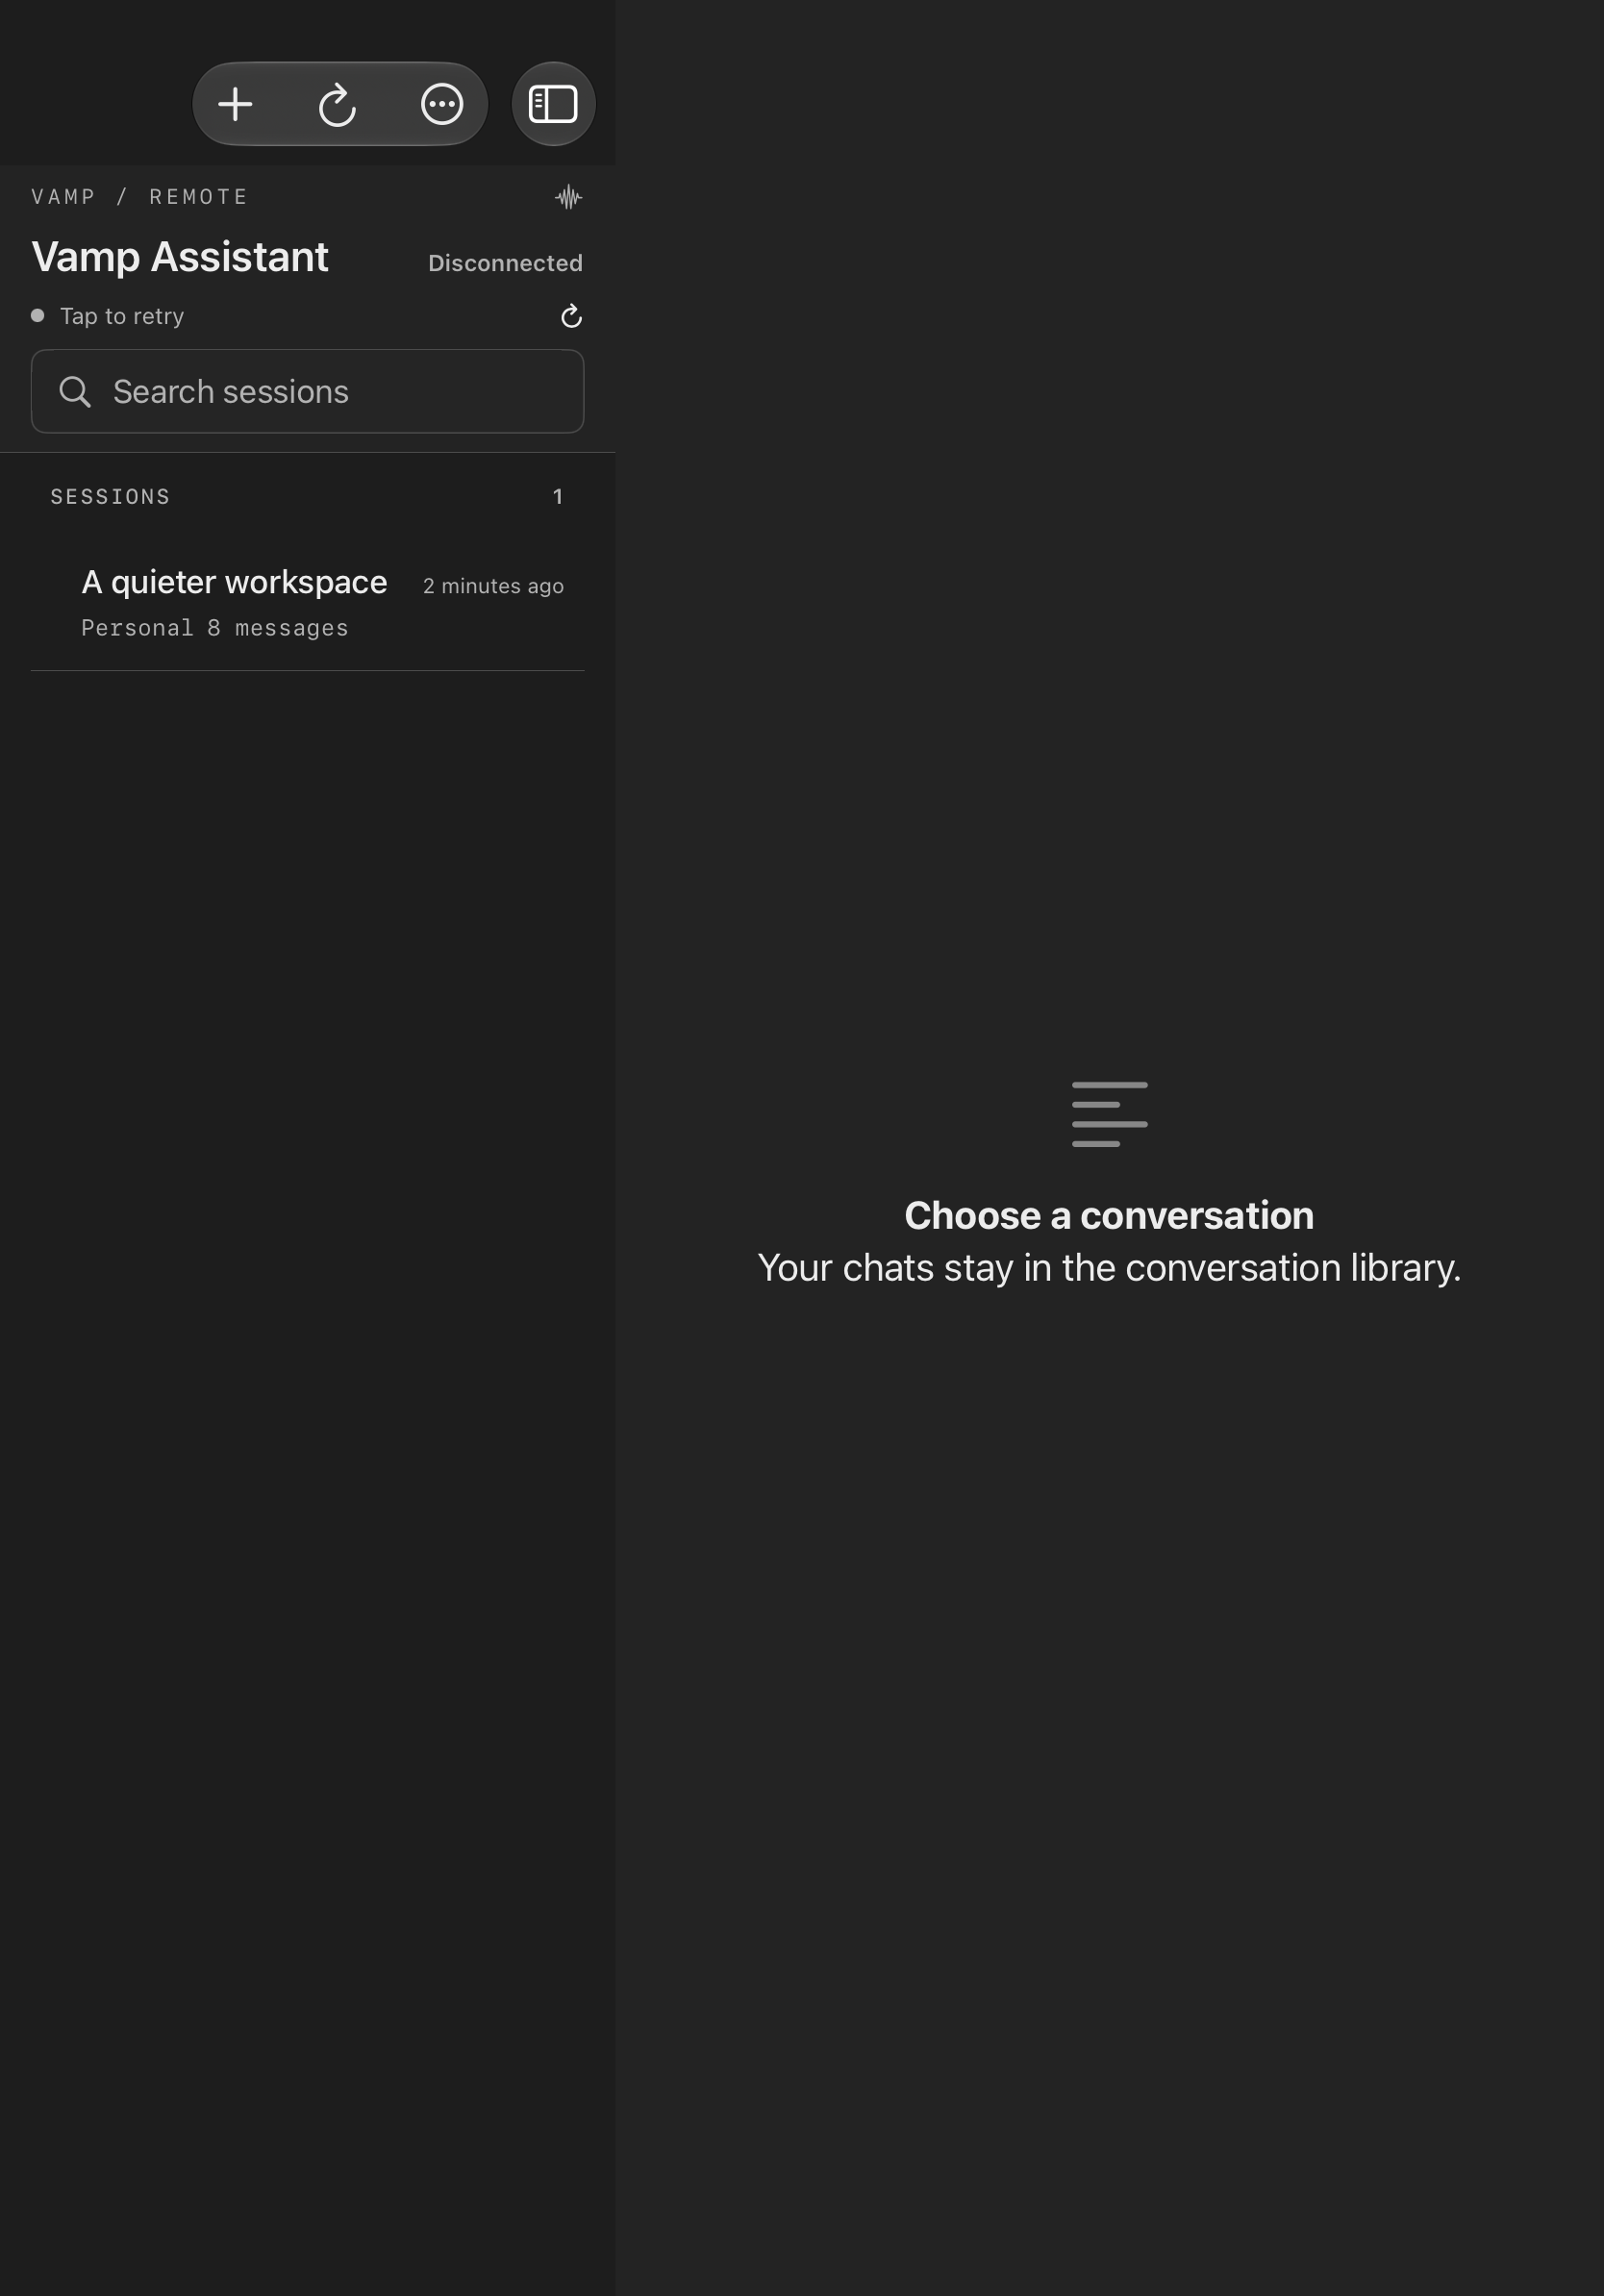 VAMP / REMOTE
Vamp Assistant
Disconnected
Tap to retry
Search sessions
SESSIONS 1
A quieter workspace 2 minutes ago
Personal 8 messages
Choose a conversation
Your chats stay in the conversation library.